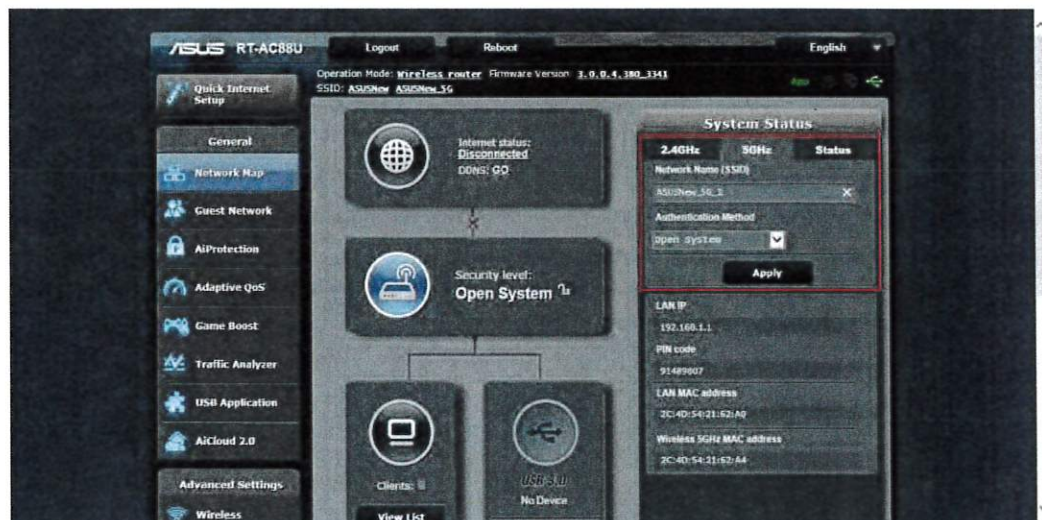 ASUS RT-AC88U
Logout
Reboot
English
Quick Internet
Setup
Operation Mode: Wireless router Firmware Version: 3.0.0.4.380_3341
SSID: ASUSNew ASUSNew_5G
App
General
Network Map
Guest Network
AiProtection
Adaptive QoS
Game Boost
Traffic Analyzer
USB Application
AiCloud 2.0
Advanced Settings
Wireless
Internet status:
Disconnected
DDNS: GO
Security level:
Open System
Clients:
View List
USB 3.0
No Device
System Status
2.4GHz 5GHz Status
Network Name (SSID)
Authentication Method
Open System
Apply
LAN IP
192.168.1.1
PIN code
91489807
LAN MAC address
2C:4D:54:21:62:A0
Wireless 5GHz MAC address
2C:4D:54:21:62:A4